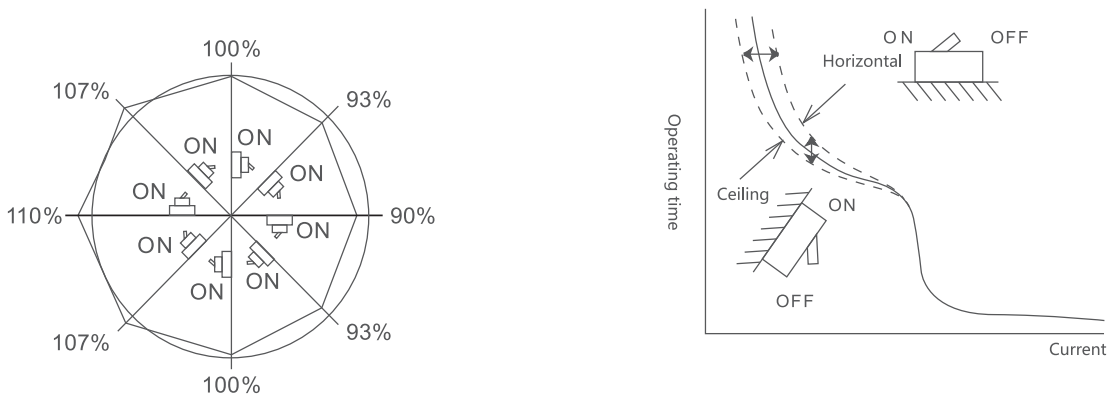 100%
107%
93%
ON
ON
ON
ON
110%
90%
ON
ON
ON
ON
107%
93%
100%
ON
OFF
Horizontal
Operating time
Ceiling
ON
OFF
Current